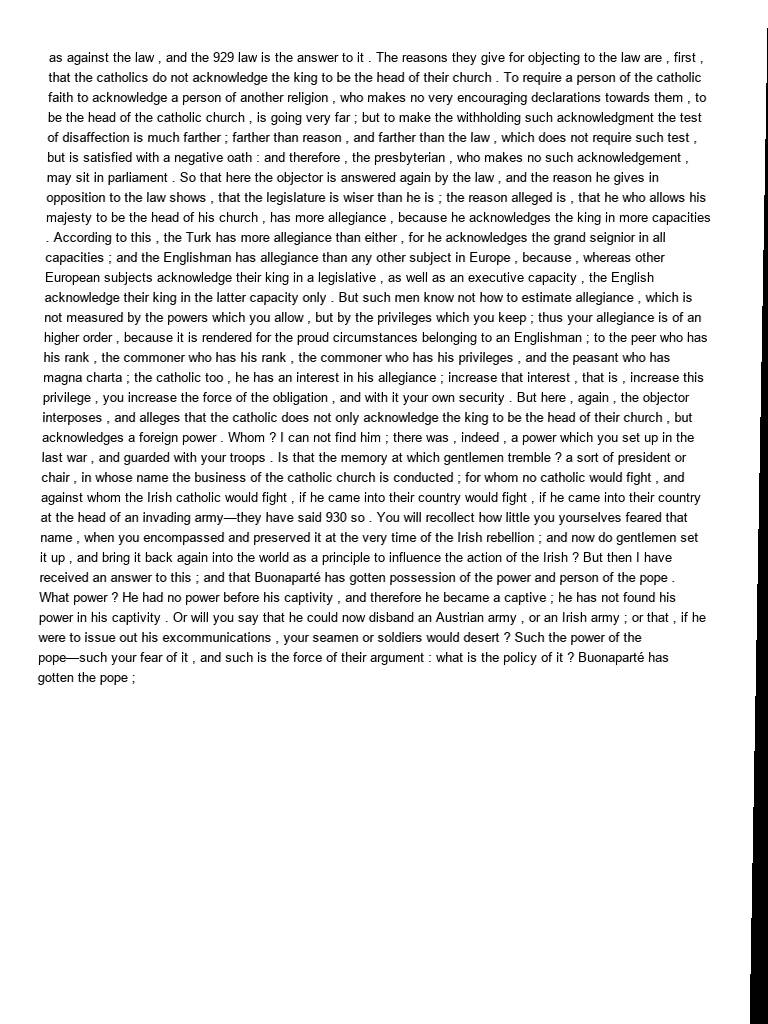 as against the law , and the 929 law is the answer to it . The reasons they give for objecting to the law are , first ,
that the catholics do not acknowledge the king to be the head of their church . To require a person of the catholic
faith to acknowledge a person of another religion , who makes no very encouraging declarations towards them , to
be the head of the catholic church , is going very far ; but to make the withholding such acknowledgment the test
of disaffection is much farther ; farther than reason , and farther than the law , which does not require such test ,
but is satisfied with a negative oath : and therefore , the presbyterian , who makes no such acknowledgement ,
may sit in parliament . So that here the objector is answered again by the law , and the reason he gives in
opposition to the law shows , that the legislature is wiser than he is ; the reason alleged is , that he who allows his
majesty to be the head of his church , has more allegiance , because he acknowledges the king in more capacities
. According to this , the Turk has more allegiance than either , for he acknowledges the grand seignior in all
capacities ; and the Englishman has allegiance than any other subject in Europe , because , whereas other
European subjects acknowledge their king in a legislative , as well as an executive capacity , the English
acknowledge their king in the latter capacity only . But such men know not how to estimate allegiance , which is
not measured by the powers which you allow , but by the privileges which you keep ; thus your allegiance is of an
higher order , because it is rendered for the proud circumstances belonging to an Englishman ; to the peer who has
his rank , the commoner who has his rank , the commoner who has his privileges , and the peasant who has
magna charta ; the catholic too , he has an interest in his allegiance ; increase that interest , that is , increase this
privilege , you increase the force of the obligation , and with it your own security . But here , again , the objector
interposes , and alleges that the catholic does not only acknowledge the king to be the head of their church , but
acknowledges a foreign power . Whom ? I can not find him ; there was , indeed , a power which you set up in the
last war , and guarded with your troops . Is that the memory at which gentlemen tremble ? a sort of president or
chair , in whose name the business of the catholic church is conducted ; for whom no catholic would fight , and
against whom the Irish catholic would fight , if he came into their country would fight , if he came into their country
at the head of an invading army—they have said 930 so . You will recollect how little you yourselves feared that
name , when you encompassed and preserved it at the very time of the Irish rebellion ; and now do gentlemen set
it up , and bring it back again into the world as a principle to influence the action of the Irish ? But then I have
received an answer to this ; and that Buonaparté has gotten possession of the power and person of the pope .
What power ? He had no power before his captivity , and therefore he became a captive ; he has not found his
power in his captivity . Or will you say that he could now disband an Austrian army , or an Irish army ; or that , if he
were to issue out his excommunications , your seamen or soldiers would desert ? Such the power of the
pope—such your fear of it , and such is the force of their argument : what is the policy of it ? Buonaparté has
gotten the pope ;